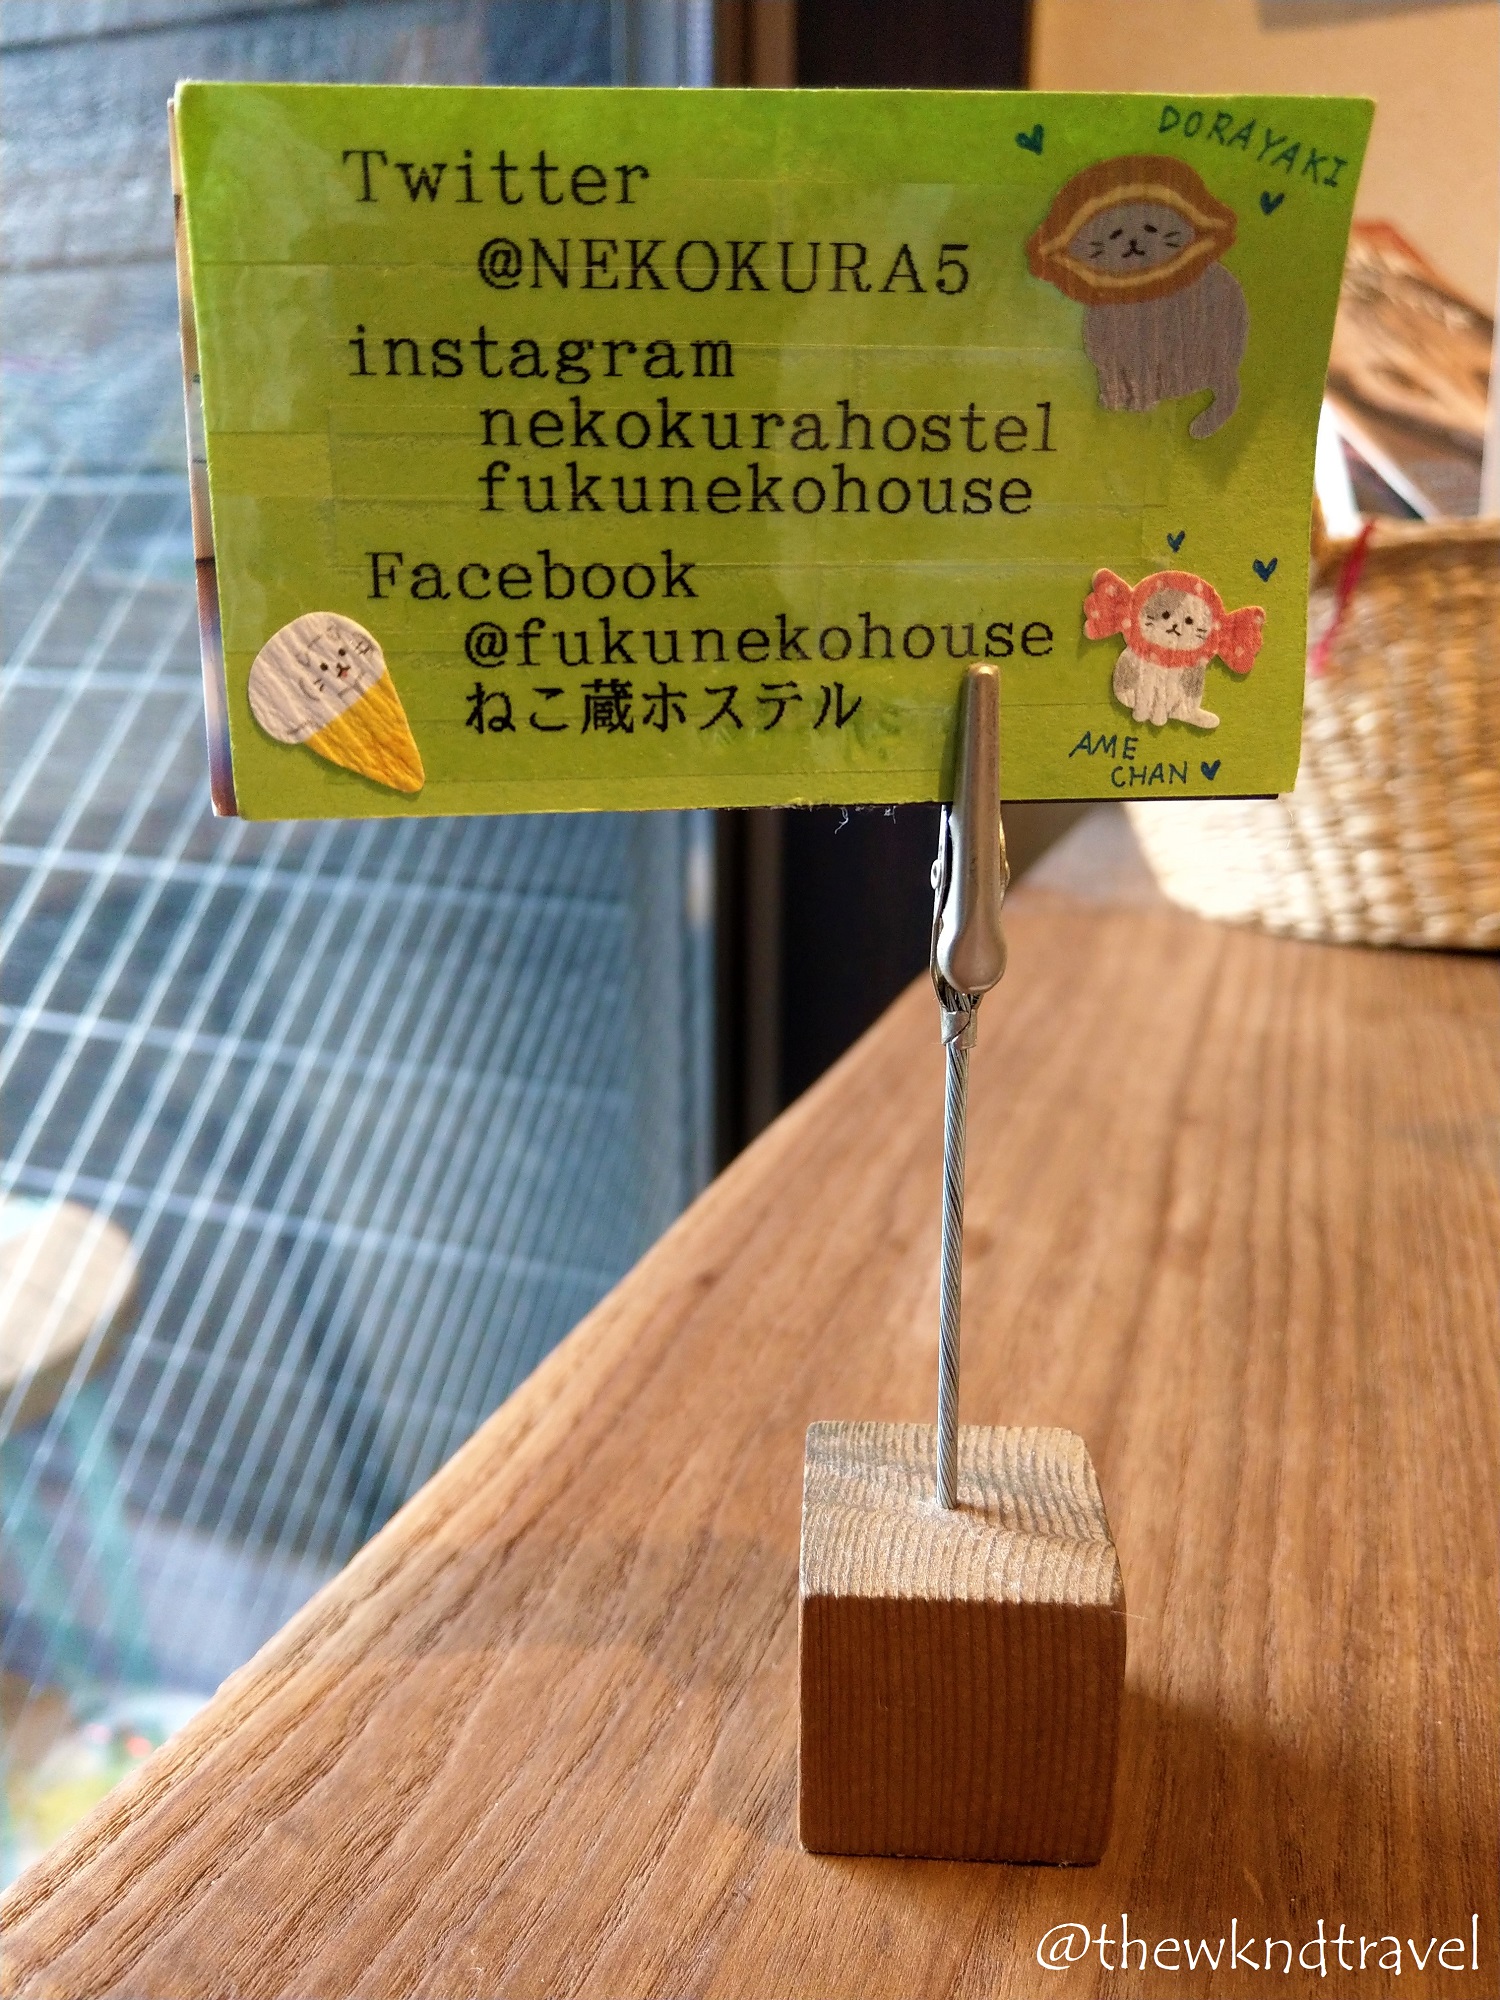 DORAYAKI
Twitter
@NEKOKURA5
instagram
nekokurahostel
fukunekohouse
Facebook
@fukunekohouse
ねこ蔵ホステル
AME
CHAN
@thewkndtravel